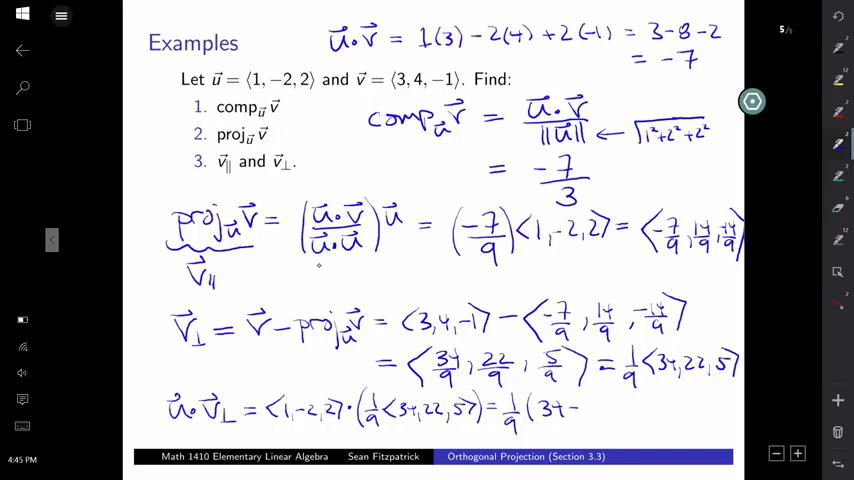 5/5
Examples
u⃗•v⃗ = 1(3) - 2(4) + 2(-1) = 3-8-2
= -7
Let u⃗ = ⟨1, −2, 2⟩ and v⃗ = ⟨3, 4, −1⟩. Find:
1. comp_u⃗ v⃗
2. proj_u⃗ v⃗
3. v⃗∥ and v⃗⊥.
comp_u⃗ v⃗ = u⃗•v⃗ / ||u⃗|| ← √(1²+2²+2²)
= -7/3
proj_u⃗ v⃗ = (u⃗•v⃗ / u⃗•u⃗) u⃗ = (-7/9) ⟨1,-2,2⟩ = ⟨-7/9, 14/9, -14/9⟩
v⃗∥
v⃗⊥ = v⃗ - proj_u⃗ v⃗ = ⟨3,4,-1⟩ - ⟨-7/9, 14/9, -14/9⟩
= ⟨34/9, 22/9, 5/9⟩ = 1/9 ⟨34,22,5⟩
u⃗•v⃗⊥ = ⟨1,-2,2⟩•(1/9 ⟨34,22,5⟩) = 1/9 (34 -
Math 1410 Elementary Linear Algebra Sean Fitzpatrick Orthogonal Projection (Section 3.3)
4:45 PM